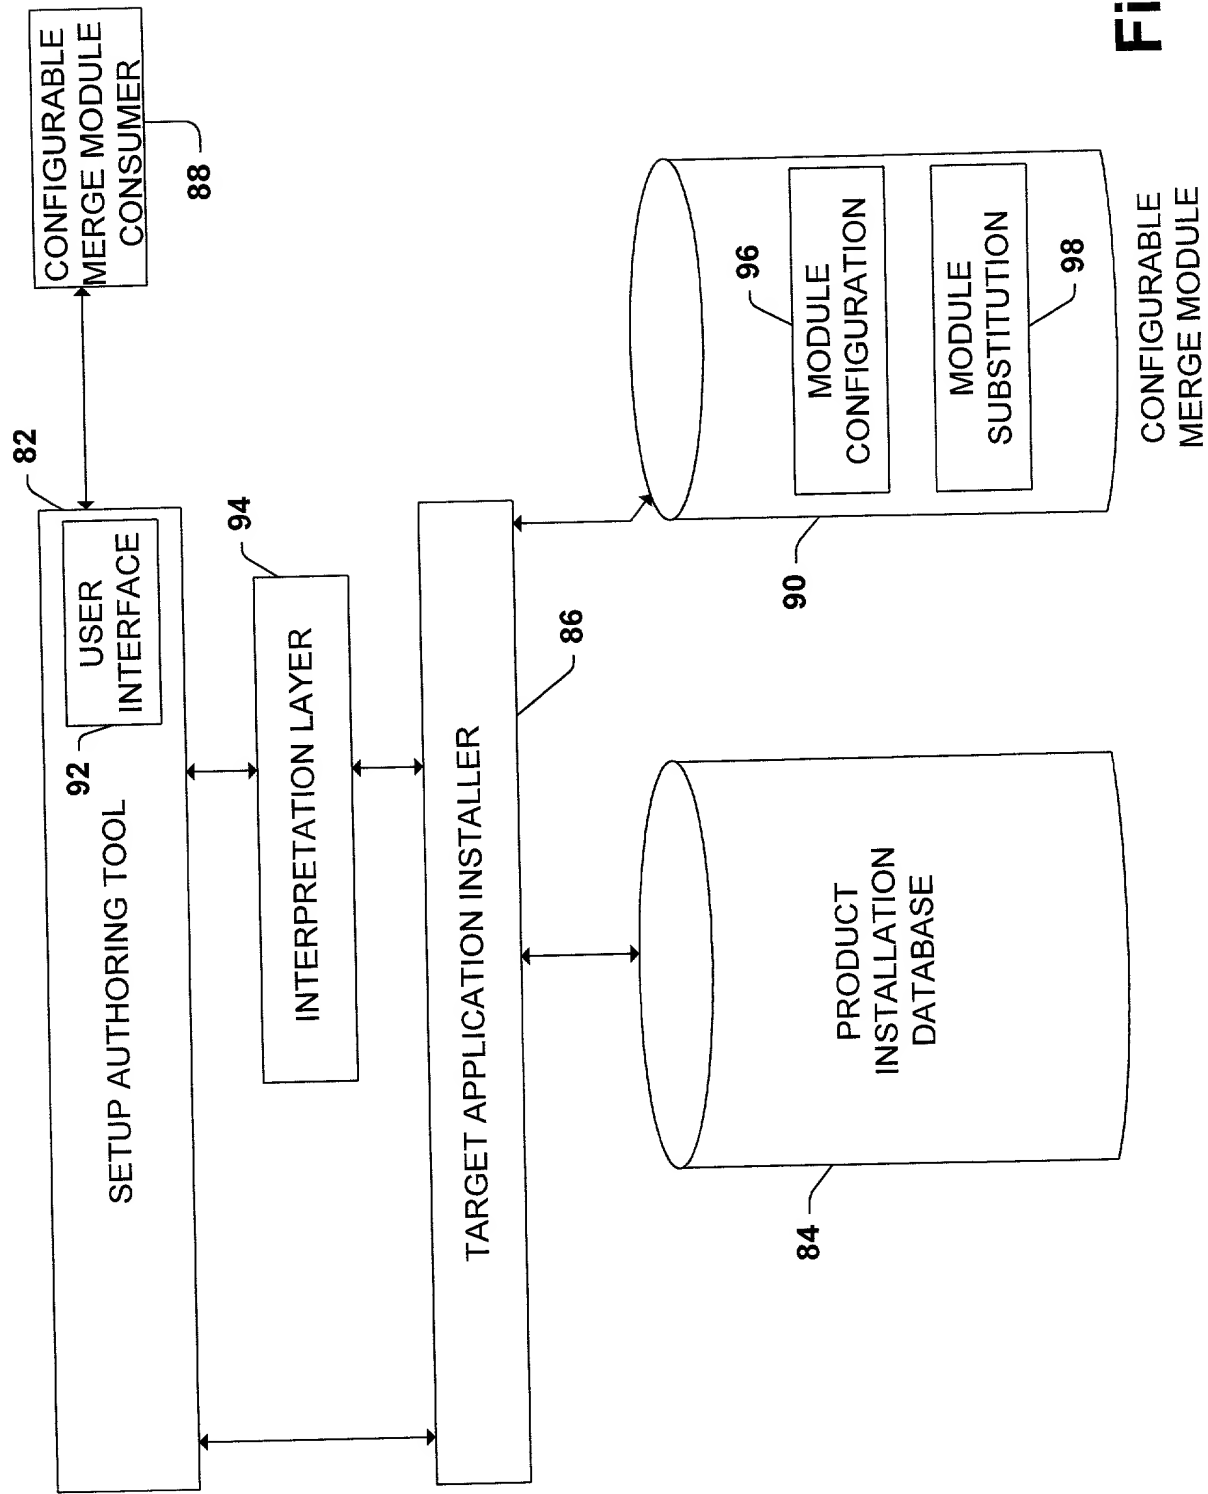 CONFIGURABLE
MERGE MODULE
CONSUMER
88
82
USER
INTERFACE
92
SETUP AUTHORING TOOL
94
INTERPRETATION LAYER
TARGET APPLICATION INSTALLER
86
PRODUCT
INSTALLATION
DATABASE
84
90
MODULE
CONFIGURATION
96
MODULE
SUBSTITUTION
98
CONFIGURABLE
MERGE MODULE